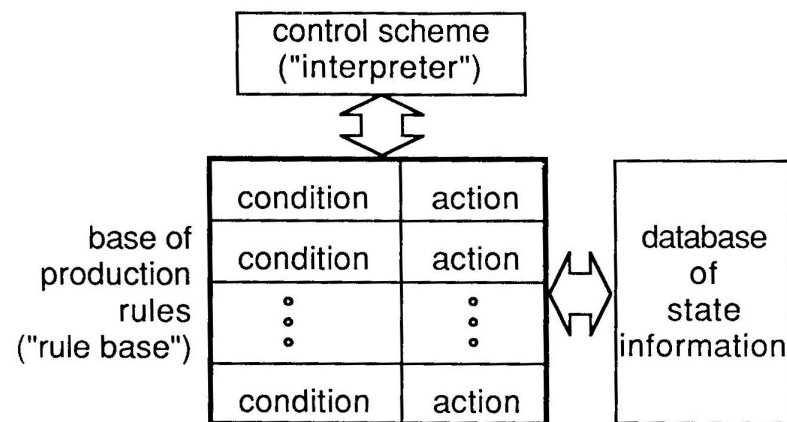 control scheme
("interpreter")
condition action
condition action
condition action
base of
production
rules
("rule base")
database
of
state
information